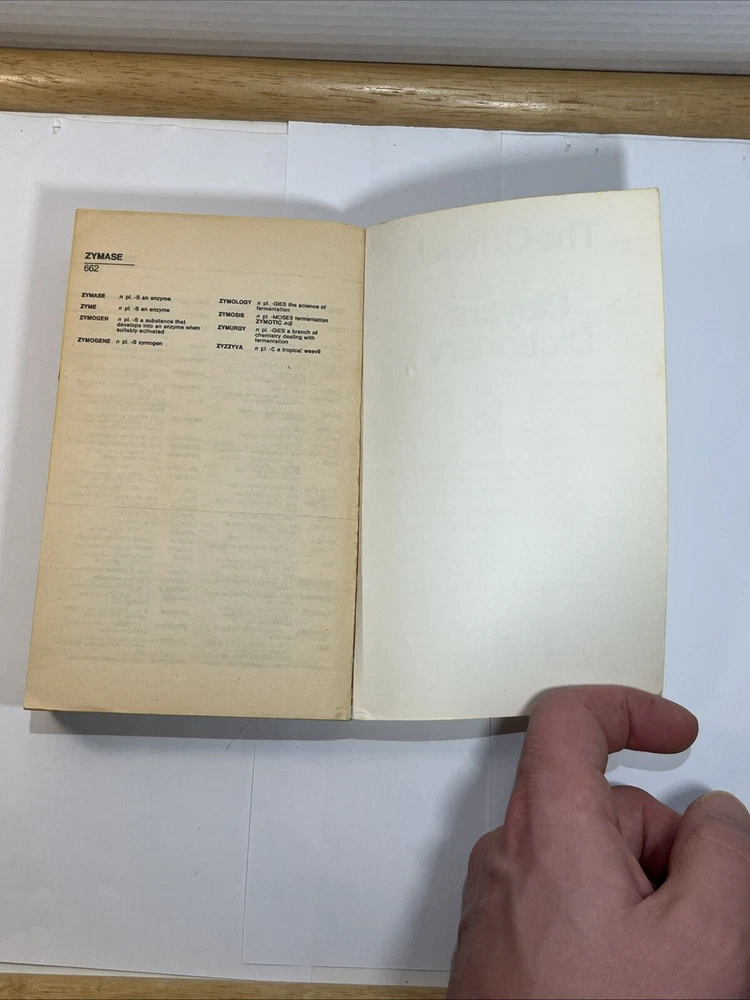 ZYMASE
662
ZYMASE n pl. -S an enzyme
ZYME n pl. -S an enzyme
ZYMOGEN n pl. -S a substance that
develops into an enzyme when
suitably activated
ZYMOGENE n pl. -S zymogen
ZYMOLOGY n pl. -GIES the science of
fermentation
ZYMOSIS n pl. -MOSES fermentation
ZYMOTIC adj
ZYMURGY n pl. -GIES a branch of
chemistry dealing with
fermentation
ZYZZYVA n pl. -C a tropical weevil
The Official